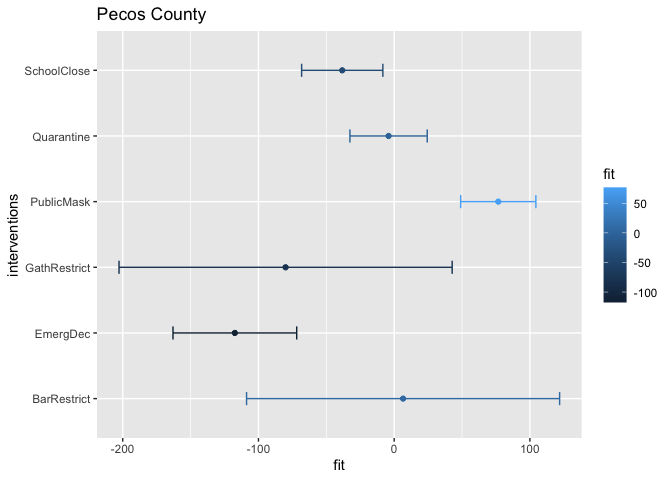 Pecos County
SchoolClose
Quarantine
PublicMask
GathRestrict
EmergDec
BarRestrict
interventions
-200
-100
0
100
fit
fit
50
0
-50
-100